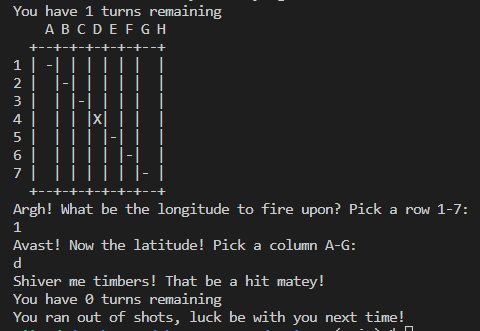 You have 1 turns remaining
    A B C D E F G H
  +--+-+-+-+-+-+--+
1 | -| | | | | |  |
2 |  |-| | | | |  |
3 |  | |-| | | |  |
4 |  | | |X| | |  |
5 |  | | | |-| |  |
6 |  | | | | |-|  |
7 |  | | | | | |- |
  +--+-+-+-+-+-+--+
Argh! What be the longitude to fire upon? Pick a row 1-7:
1
Avast! Now the latitude! Pick a column A-G:
d
Shiver me timbers! That be a hit matey!
You have 0 turns remaining
You ran out of shots, luck be with you next time!